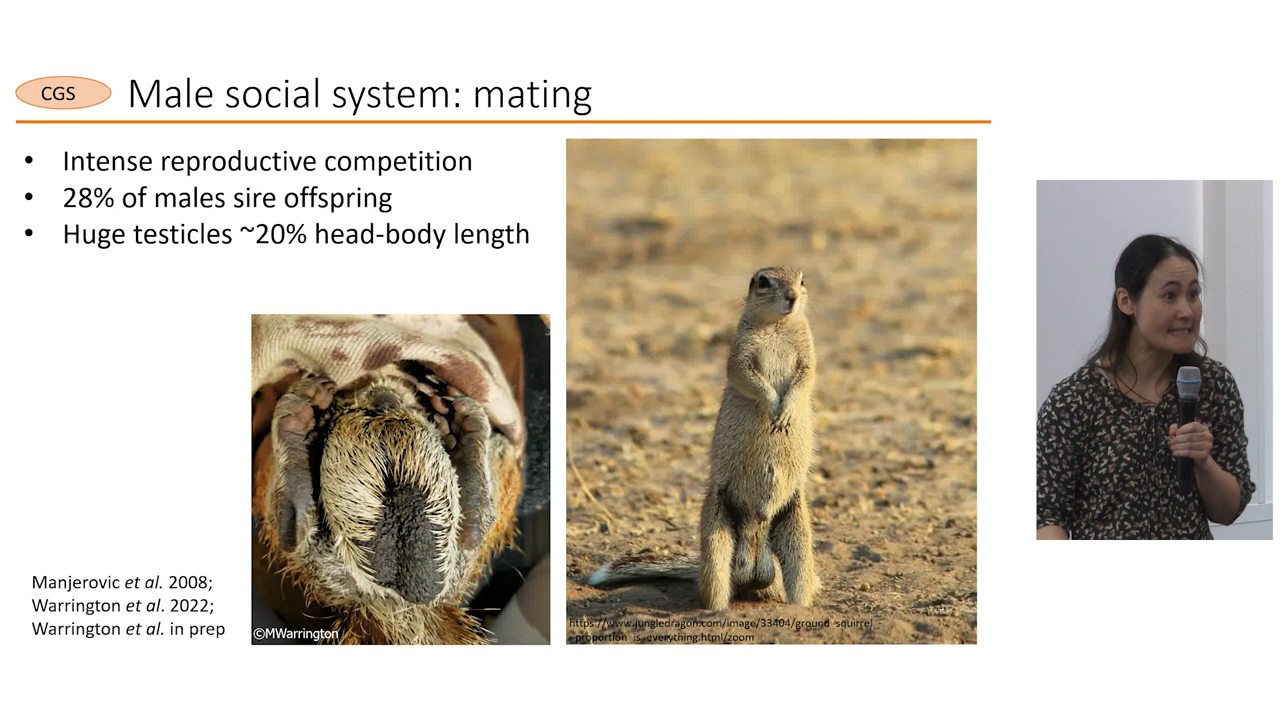 CGS
Male social system: mating
• Intense reproductive competition
• 28% of males sire offspring
• Huge testicles ~20% head-body length
Manjerovic et al. 2008;
Warrington et al. 2022;
Warrington et al. in prep
©MWarrington
https://www.jungledragon.com/image/33404/ground_squirrel_-
_proportion_is_everything.html/zoom